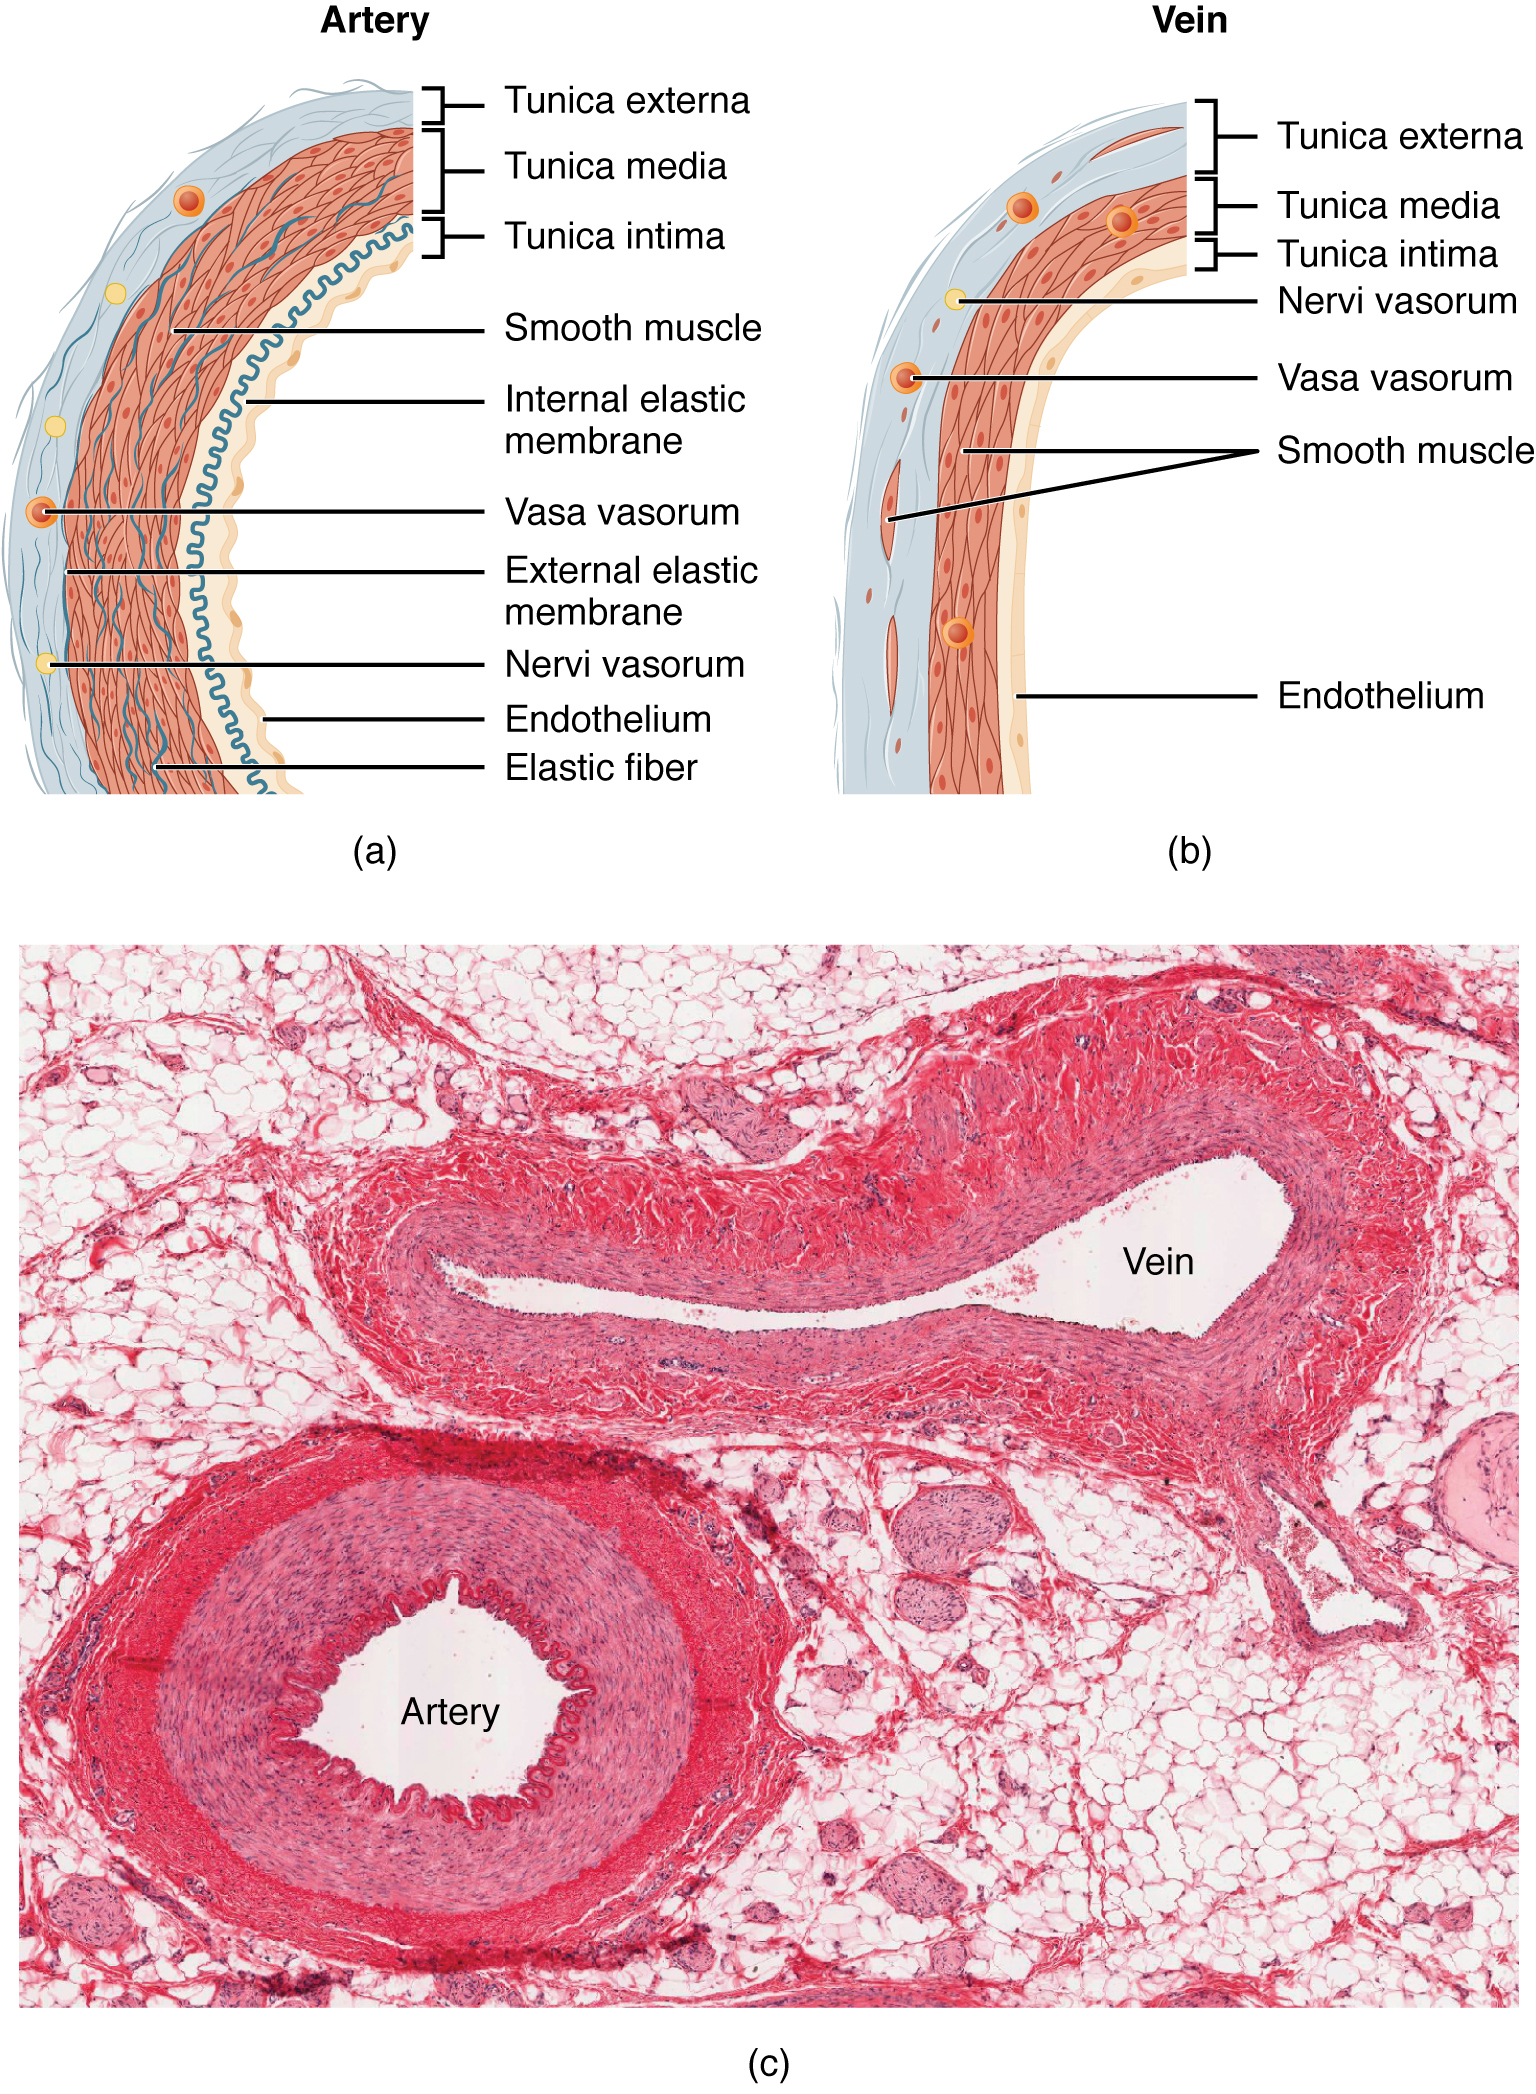 Artery
Tunica externa
Tunica media
Tunica intima
Smooth muscle
Internal elastic
membrane
Vasa vasorum
External elastic
membrane
Nervi vasorum
Endothelium
Elastic fiber
(a)
Vein
Tunica externa
Tunica media
Tunica intima
Nervi vasorum
Vasa vasorum
Smooth muscle
Endothelium
(b)
Vein
Artery
(c)